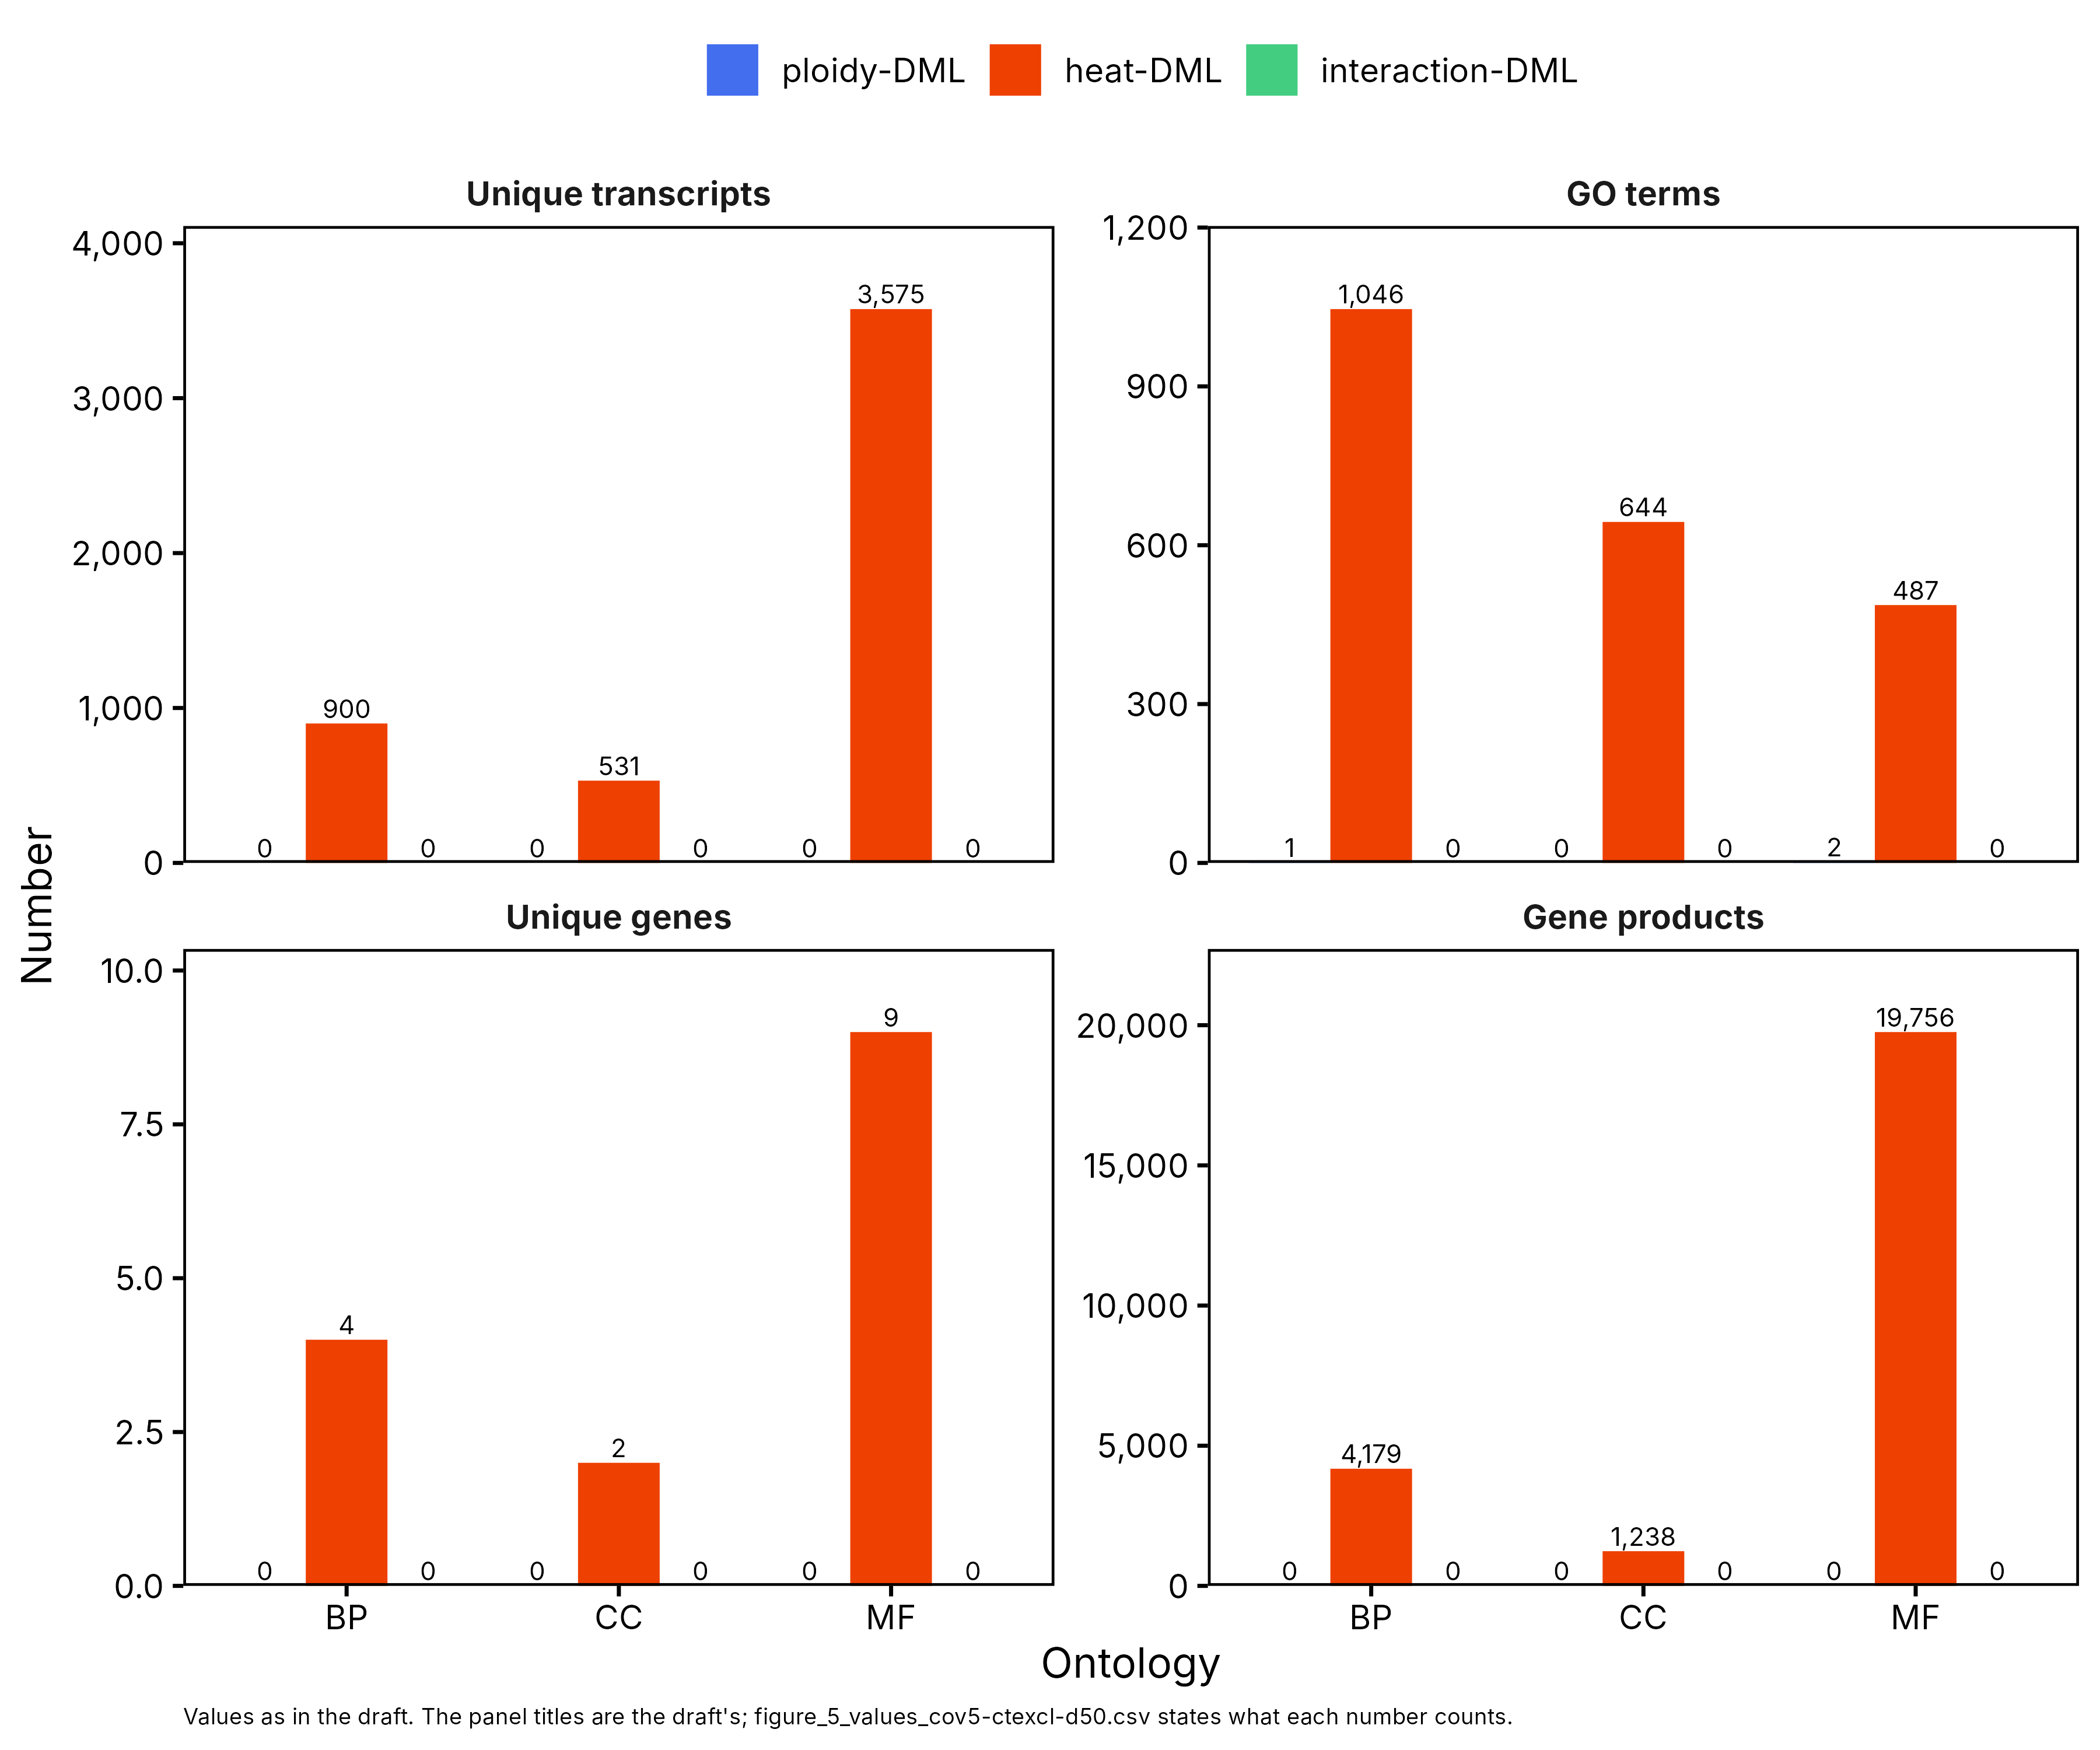 ploidy-DML heat-DML interaction-DML
Unique transcripts
4,000
3,000
2,000
1,000
0
0 900 0 0 531 0 0 3,575 0
GO terms
1,200
900
600
300
0
1 1,046 0 0 644 0 2 487 0
Number
Unique genes
10.0
7.5
5.0
2.5
0.0
0 4 0 0 2 0 0 9 0
BP CC MF
Gene products
20,000
15,000
10,000
5,000
0
0 4,179 0 0 1,238 0 0 19,756 0
BP CC MF
Ontology
Values as in the draft. The panel titles are the draft's; figure_5_values_cov5-ctexcl-d50.csv states what each number counts.